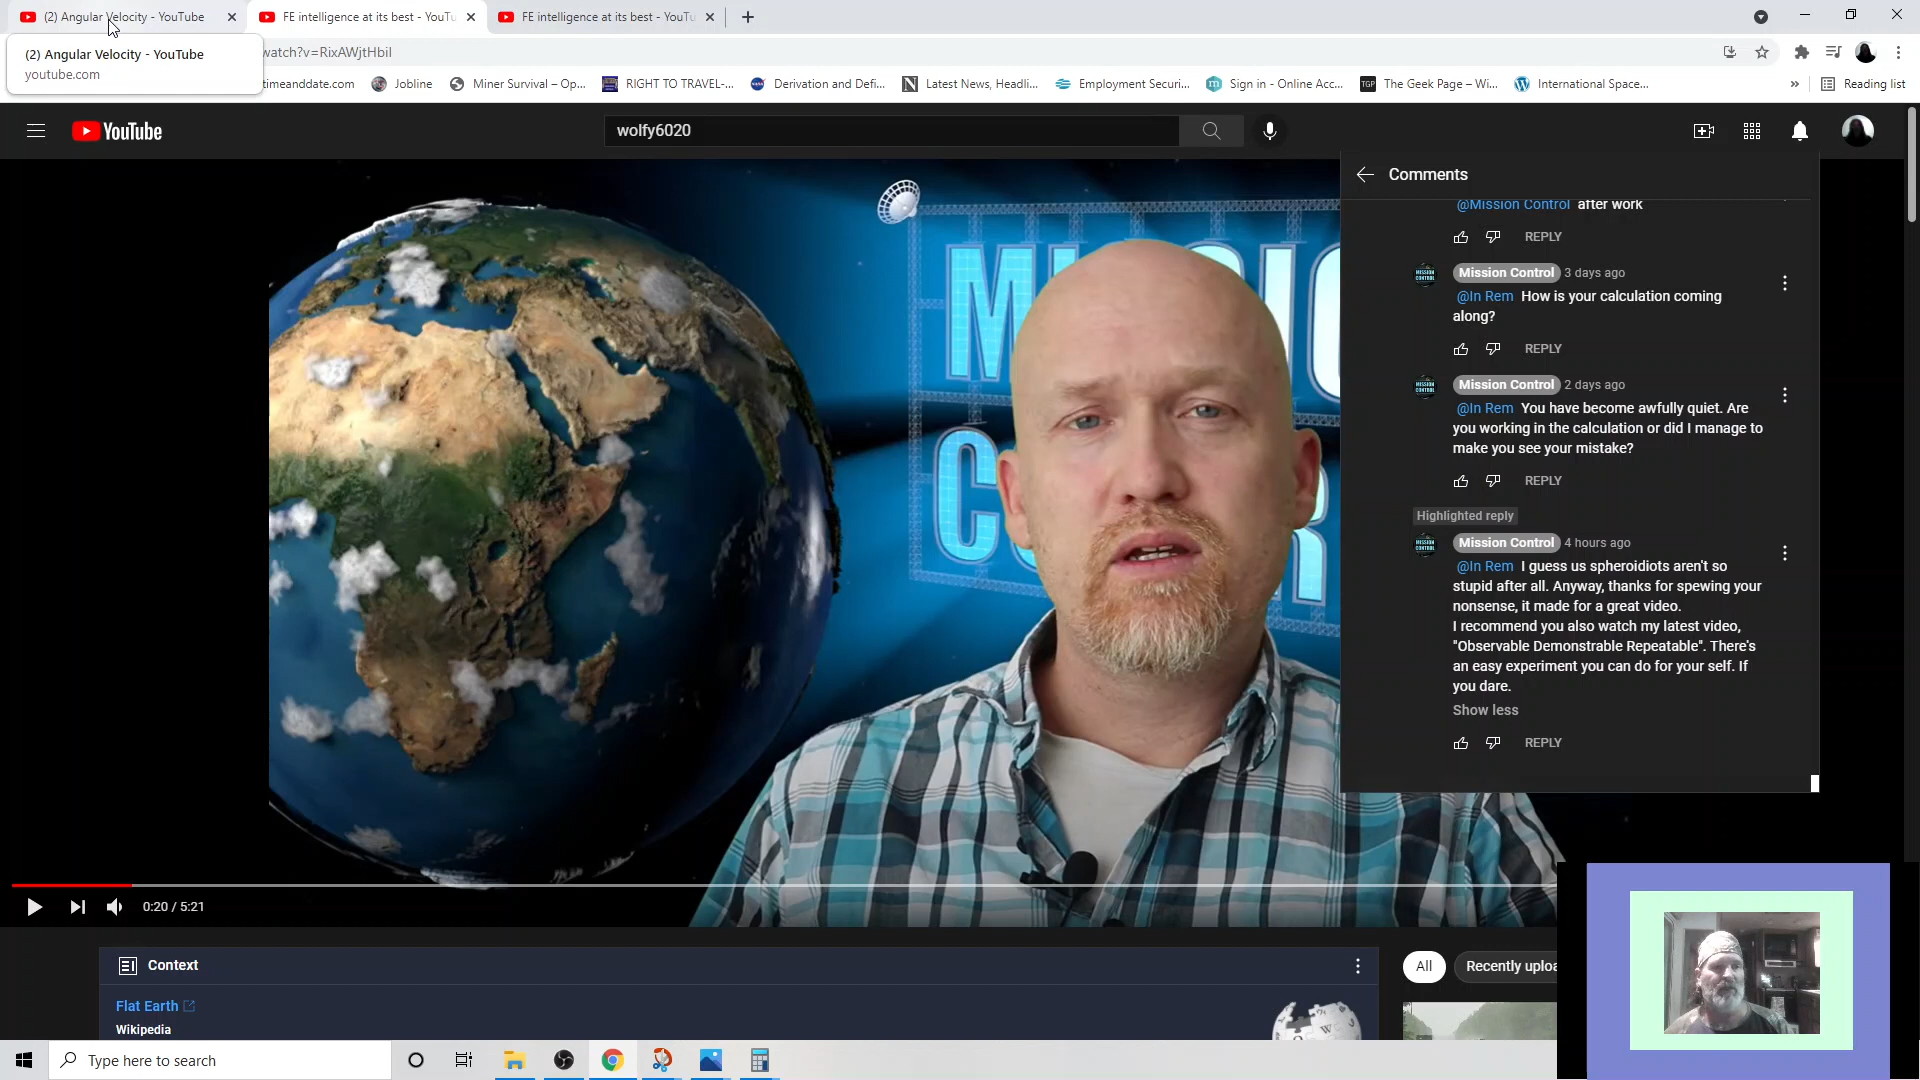 (2) Angular Velocity - YouTube
FE intelligence at its best - YouTu
FE intelligence at its best - YouTu
(2) Angular Velocity - YouTube
youtube.com
watch?v=RixAWjtHbiI
timeanddate.com
Jobline
Miner Survival – Op...
RIGHT TO TRAVEL-...
Derivation and Defi...
Latest News, Headli...
Employment Securi...
Sign in - Online Acc...
The Geek Page – Wi...
International Space...
»
Reading list
YouTube
wolfy6020
Comments
@Mission Control after work
REPLY
Mission Control 3 days ago
@In Rem How is your calculation coming
along?
REPLY
Mission Control 2 days ago
@In Rem You have become awfully quiet. Are
you working in the calculation or did I manage to
make you see your mistake?
REPLY
Highlighted reply
Mission Control 4 hours ago
@In Rem I guess us spheroidiots aren't so
stupid after all. Anyway, thanks for spewing your
nonsense, it made for a great video.
I recommend you also watch my latest video,
"Observable Demonstrable Repeatable". There's
an easy experiment you can do for your self. If
you dare.
Show less
REPLY
0:20 / 5:21
Context
Flat Earth
Wikipedia
All
Recently uploa
Type here to search